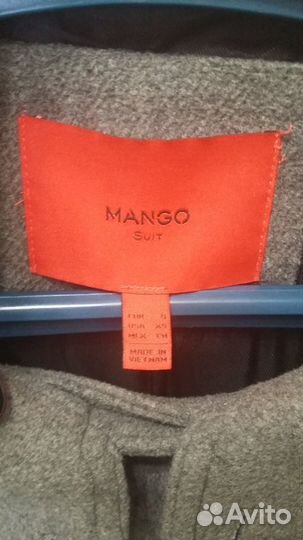 MANGO
SUIT
EUR S
USA XS
MEX CH
MADE IN
VIETNAM
Avito